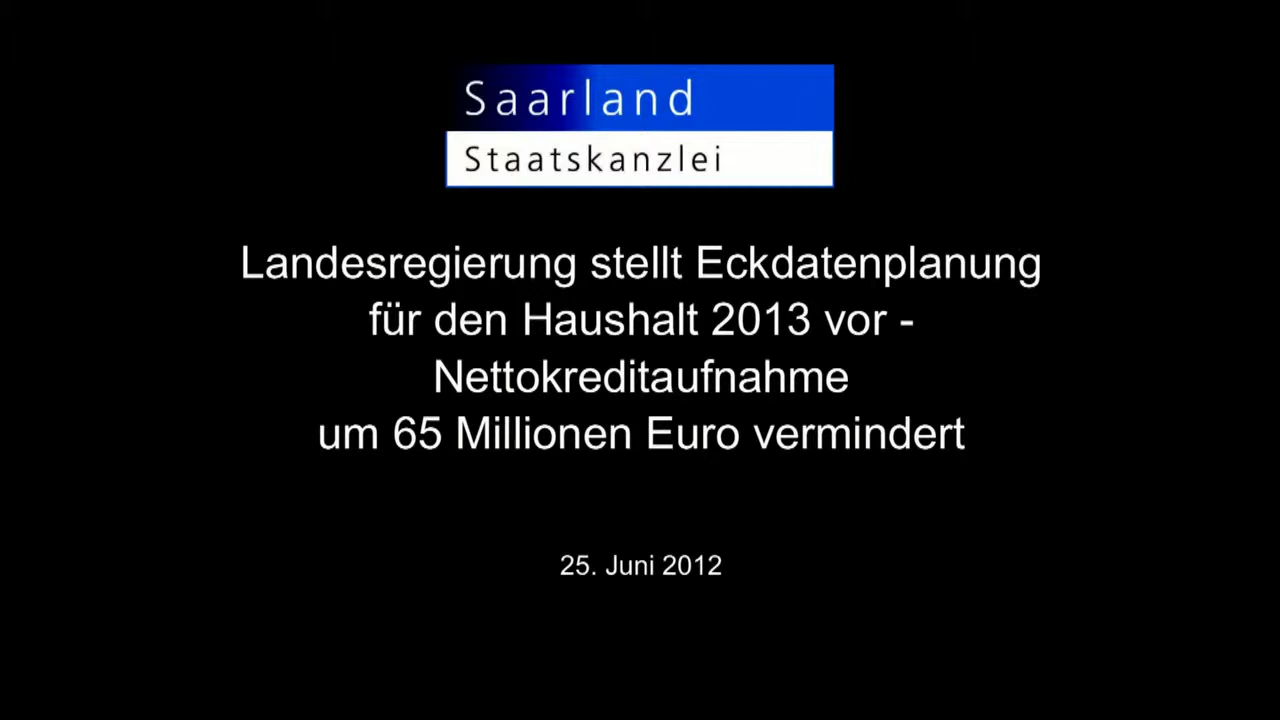 Saarland
Staatskanzlei
Landesregierung stellt Eckdatenplanung
für den Haushalt 2013 vor -
Nettokreditaufnahme
um 65 Millionen Euro vermindert
25. Juni 2012